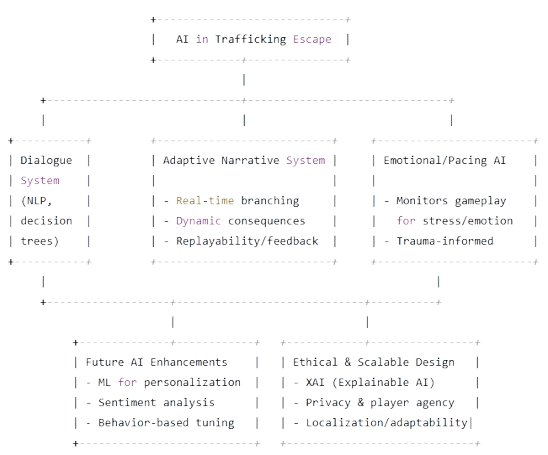 AI in Trafficking Escape
Dialogue
System
(NLP,
decision
trees)
Adaptive Narrative System
- Real-time branching
- Dynamic consequences
- Replayability/feedback
Emotional/Pacing AI
- Monitors gameplay
for stress/emotion
- Trauma-informed
Future AI Enhancements
- ML for personalization
- Sentiment analysis
- Behavior-based tuning
Ethical & Scalable Design
- XAI (Explainable AI)
- Privacy & player agency
- Localization/adaptability